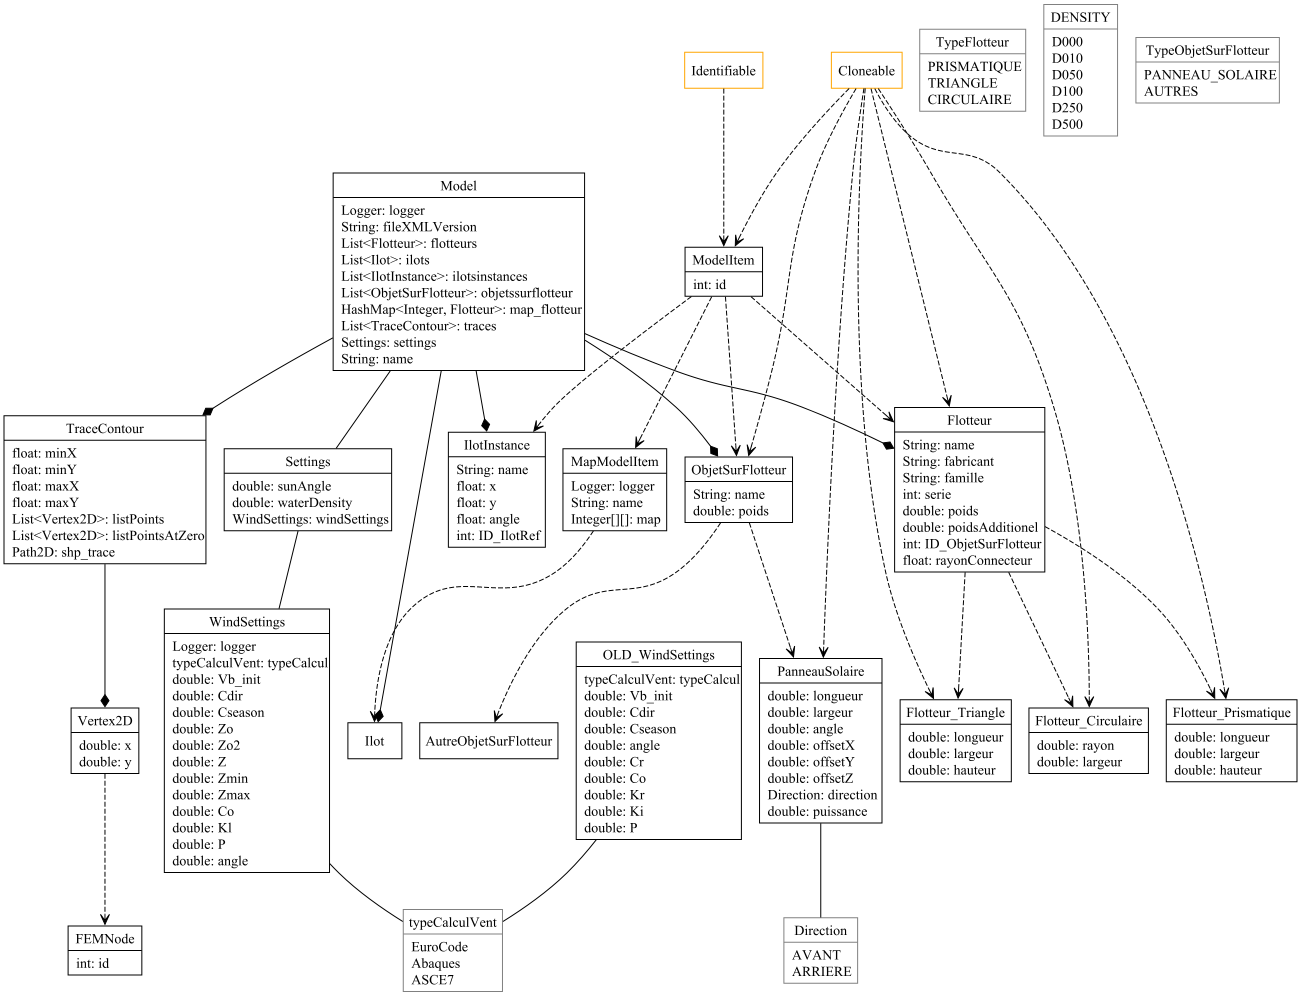 DENSITY
D000
D010
D050
D100
D250
D500
TypeFlotteur
PRISMATIQUE
TRIANGLE
CIRCULAIRE
TypeObjetSurFlotteur
PANNEAU_SOLAIRE
AUTRES
Identifiable
Cloneable
Model
Logger: logger
String: fileXMLVersion
List<Flotteur>: flotteurs
List<Ilot>: ilots
List<IlotInstance>: ilotsinstances
List<ObjetSurFlotteur>: objetssurflotteur
HashMap<Integer, Flotteur>: map_flotteur
List<TraceContour>: traces
Settings: settings
String: name
ModelItem
int: id
TraceContour
float: minX
float: minY
float: maxX
float: maxY
List<Vertex2D>: listPoints
List<Vertex2D>: listPointsAtZero
Path2D: shp_trace
Settings
double: sunAngle
double: waterDensity
WindSettings: windSettings
IlotInstance
String: name
float: x
float: y
float: angle
int: ID_IlotRef
MapModelItem
Logger: logger
String: name
Integer[][]: map
ObjetSurFlotteur
String: name
double: poids
Flotteur
String: name
String: fabricant
String: famille
int: serie
double: poids
double: poidsAdditionel
int: ID_ObjetSurFlotteur
float: rayonConnecteur
WindSettings
Logger: logger
typeCalculVent: typeCalcul
double: Vb_init
double: Cdir
double: Cseason
double: Zo
double: Zo2
double: Z
double: Zmin
double: Zmax
double: Co
double: Kl
double: P
double: angle
OLD_WindSettings
typeCalculVent: typeCalcul
double: Vb_init
double: Cdir
double: Cseason
double: angle
double: Cr
double: Co
double: Kr
double: Ki
double: P
PanneauSolaire
double: longueur
double: largeur
double: angle
double: offsetX
double: offsetY
double: offsetZ
Direction: direction
double: puissance
Vertex2D
double: x
double: y
Ilot
AutreObjetSurFlotteur
Flotteur_Triangle
double: longueur
double: largeur
double: hauteur
Flotteur_Circulaire
double: rayon
double: largeur
Flotteur_Prismatique
double: longueur
double: largeur
double: hauteur
FEMNode
int: id
typeCalculVent
EuroCode
Abaques
ASCE7
Direction
AVANT
ARRIERE